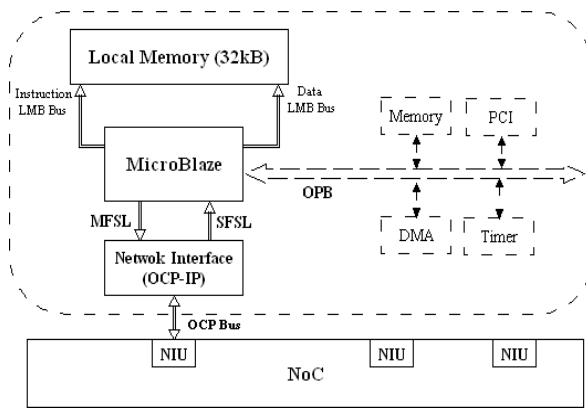 Local Memory (32kB)
Instruction
LMB Bus
Data
LMB Bus
Memory
PCI
MicroBlaze
OPB
MFSL
SFSL
DMA
Timer
Netwok Interface
(OCP-IP)
OCP Bus
NIU
NIU
NIU
NoC